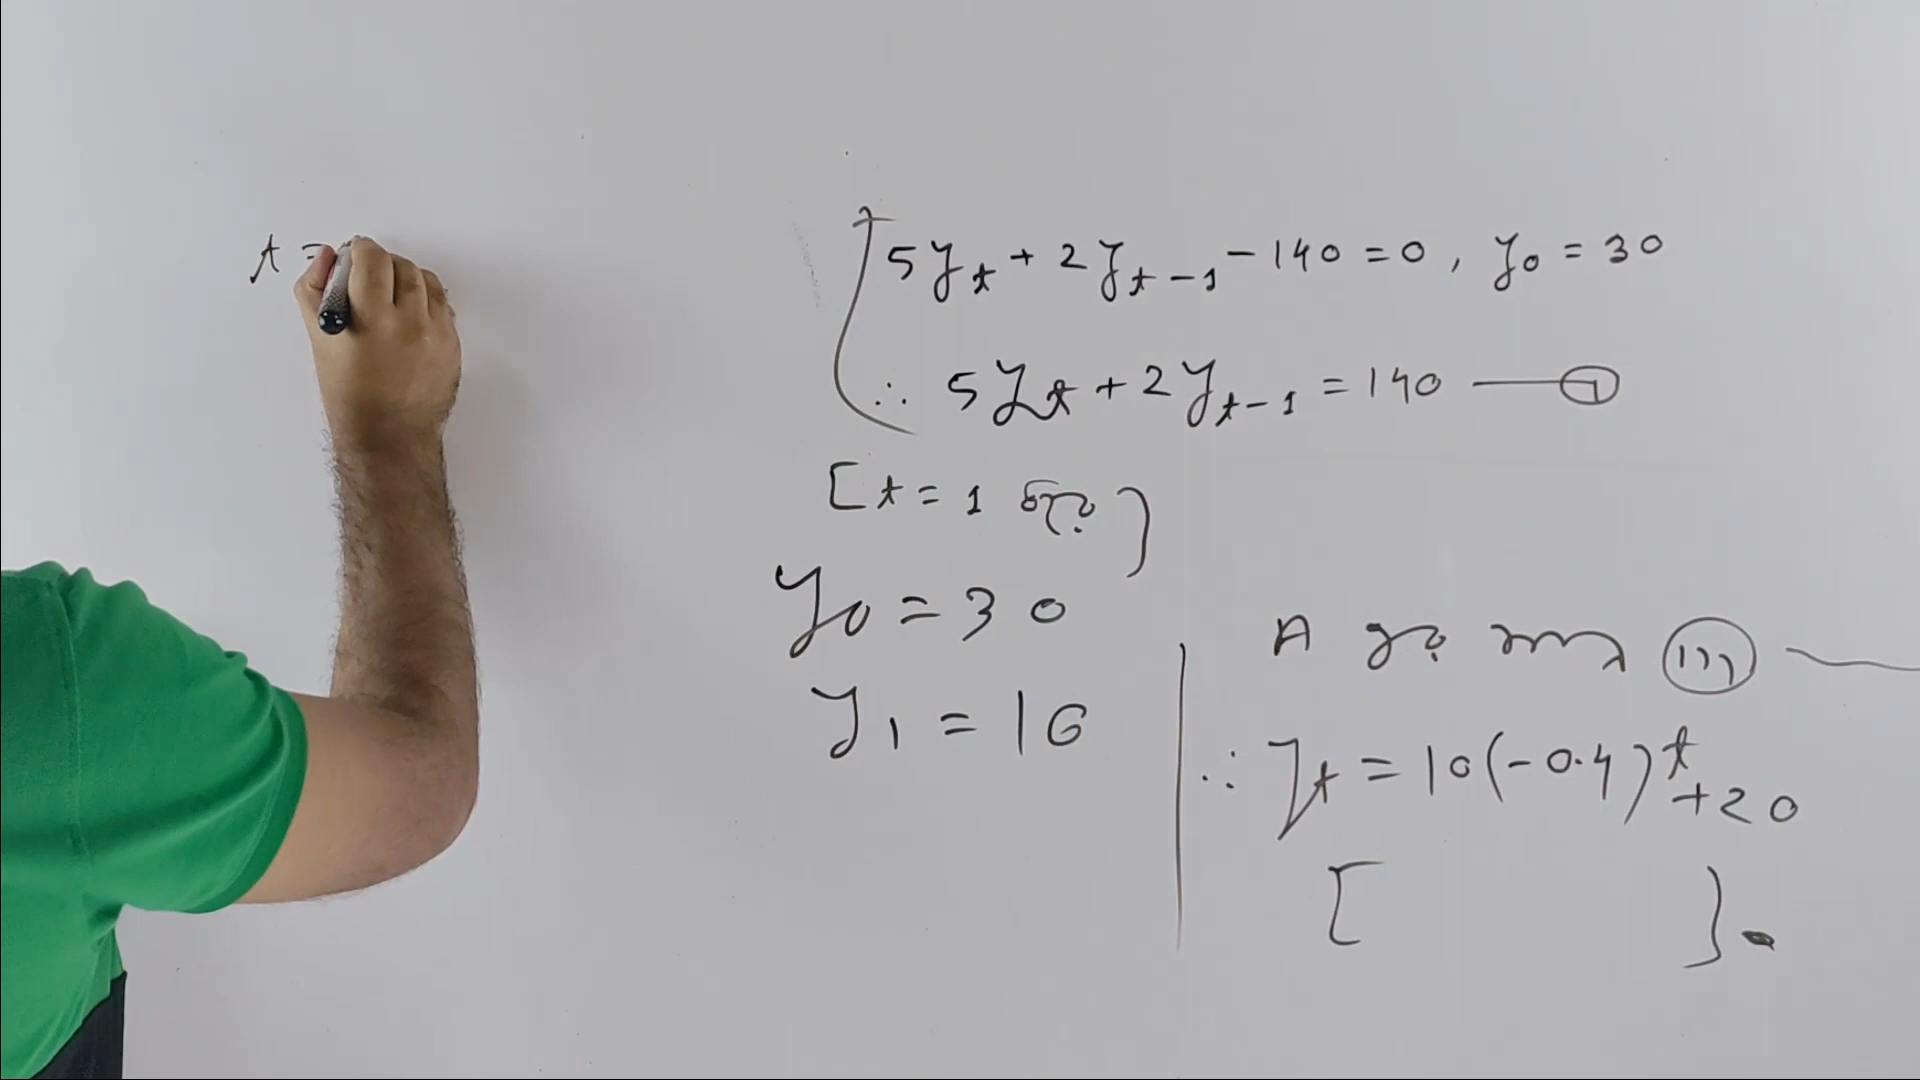 t =
5y_t + 2y_{t-1} - 140 = 0, y_0 = 30
∴ 5y_t + 2y_{t-1} = 140 —— ①
[t = 1 হলে]
y_0 = 30
y_1 = 16
A এর মান (iii)
∴ y_t = 10(-0.4)^t + 20
[ ].